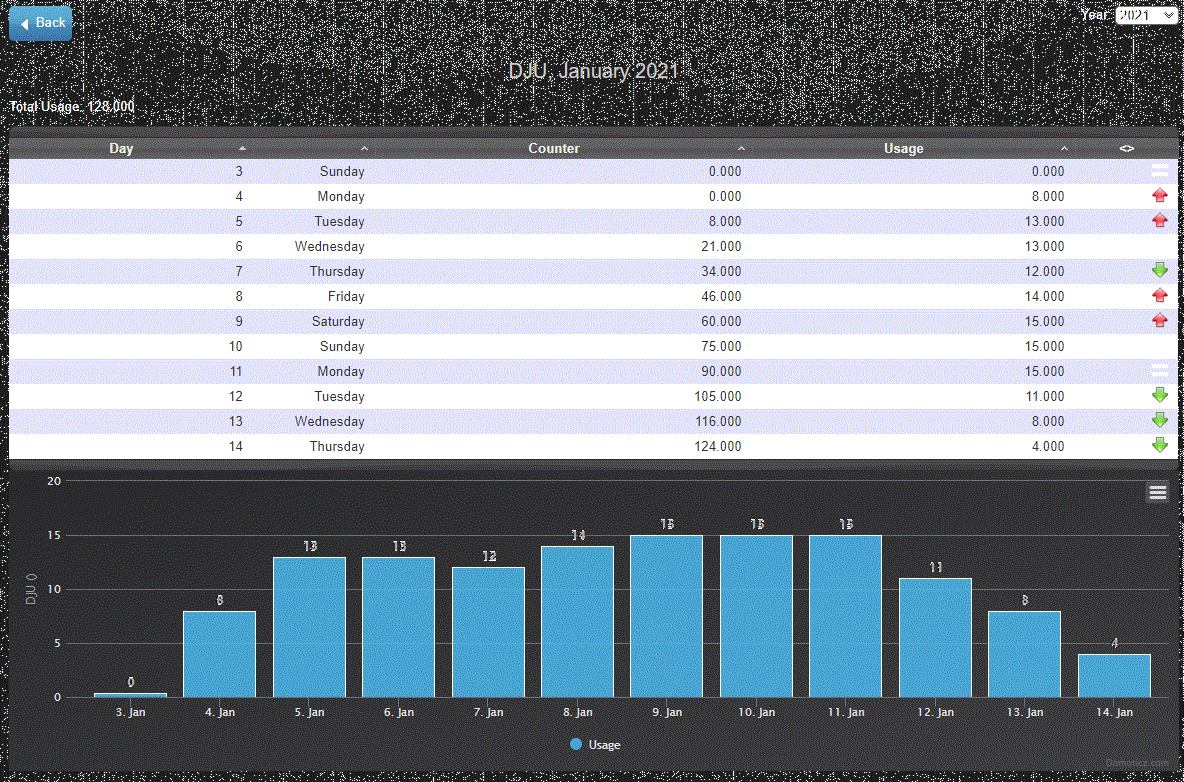 Back
Year: 2021
DJU, January 2021
Total Usage: 128.000
Day Counter Usage <>
3 Sunday 0.000 0.000
4 Monday 0.000 8.000
5 Tuesday 8.000 13.000
6 Wednesday 21.000 13.000
7 Thursday 34.000 12.000
8 Friday 46.000 14.000
9 Saturday 60.000 15.000
10 Sunday 75.000 15.000
11 Monday 90.000 15.000
12 Tuesday 105.000 11.000
13 Wednesday 116.000 8.000
14 Thursday 124.000 4.000
20
15
10
5
0
DJU ()
0 8 13 13 12 14 15 15 15 11 8 4
3. Jan 4. Jan 5. Jan 6. Jan 7. Jan 8. Jan 9. Jan 10. Jan 11. Jan 12. Jan 13. Jan 14. Jan
Usage
Domoticz.com